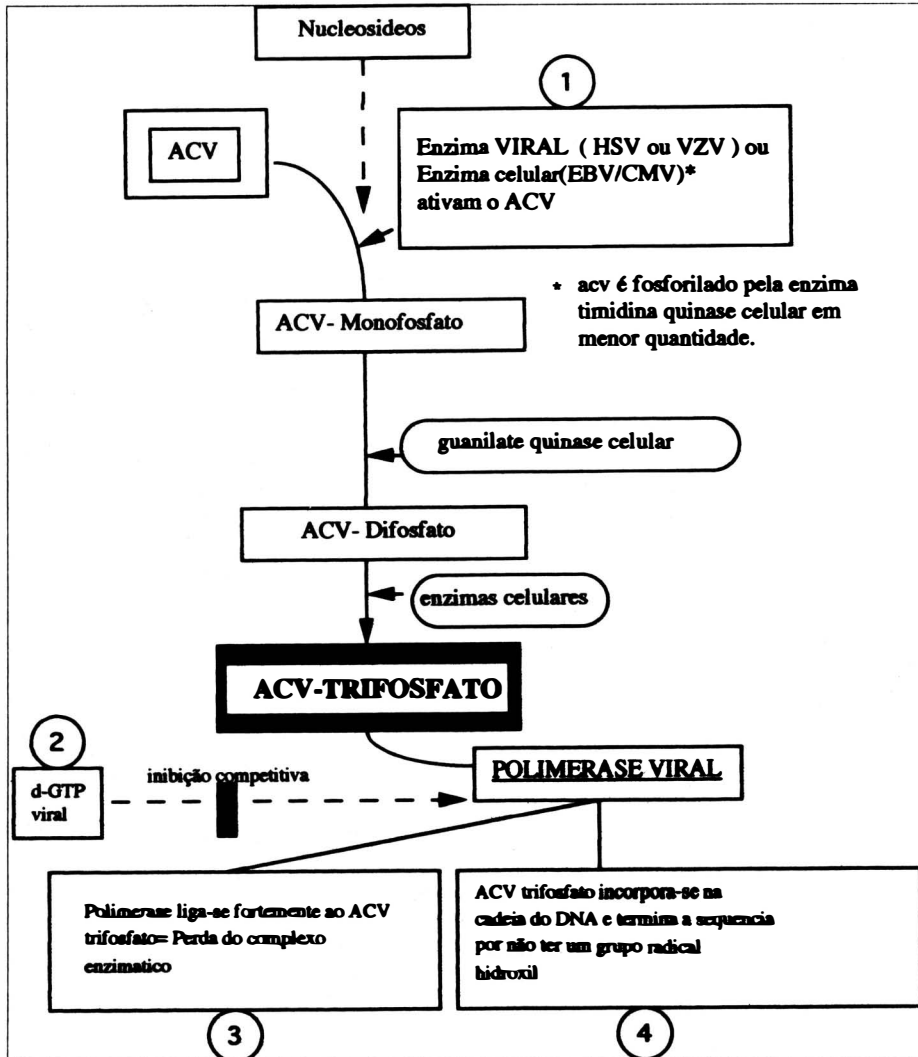 Nucleosideos
1
ACV
Enzima VIRAL ( HSV ou VZV ) ou
Enzima celular(EBV/CMV)*
ativam o ACV
* acv é fosforilado pela enzima
timidina quinase celular em
menor quantidade.
ACV- Monofosfato
guanilate quinase celular
ACV- Difosfato
enzimas celulares
ACV-TRIFOSFATO
2
d-GTP
viral
inibição competitiva
POLIMERASE VIRAL
Polimerase liga-se fortemente ao ACV
trifosfato= Perda do complexo
enzimatico
ACV trifosfato incorpora-se na
cadeia do DNA e termina a sequencia
por não ter um grupo radical
hidroxil
3
4